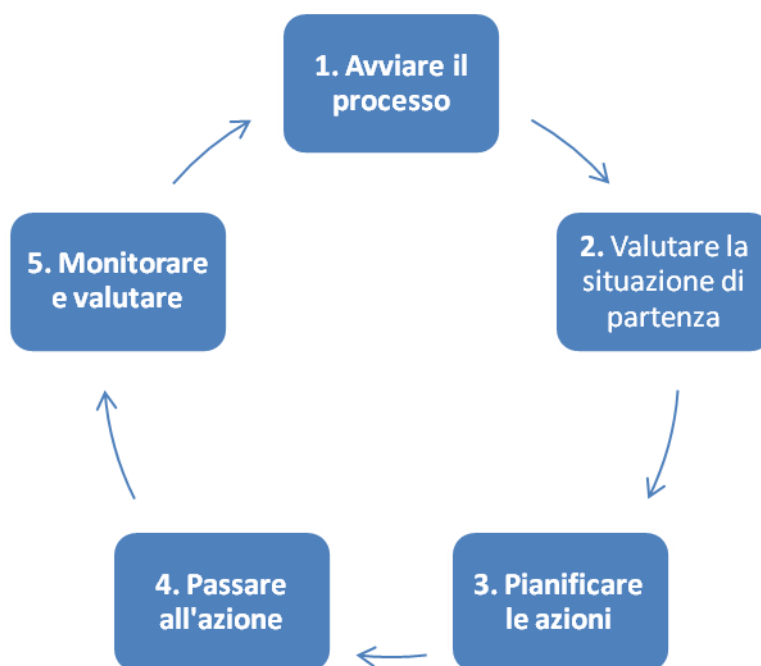 1. Avviare il
processo
2. Valutare la
situazione di
partenza
3. Pianificare
le azioni
4. Passare
all'azione
5. Monitorare
e valutare